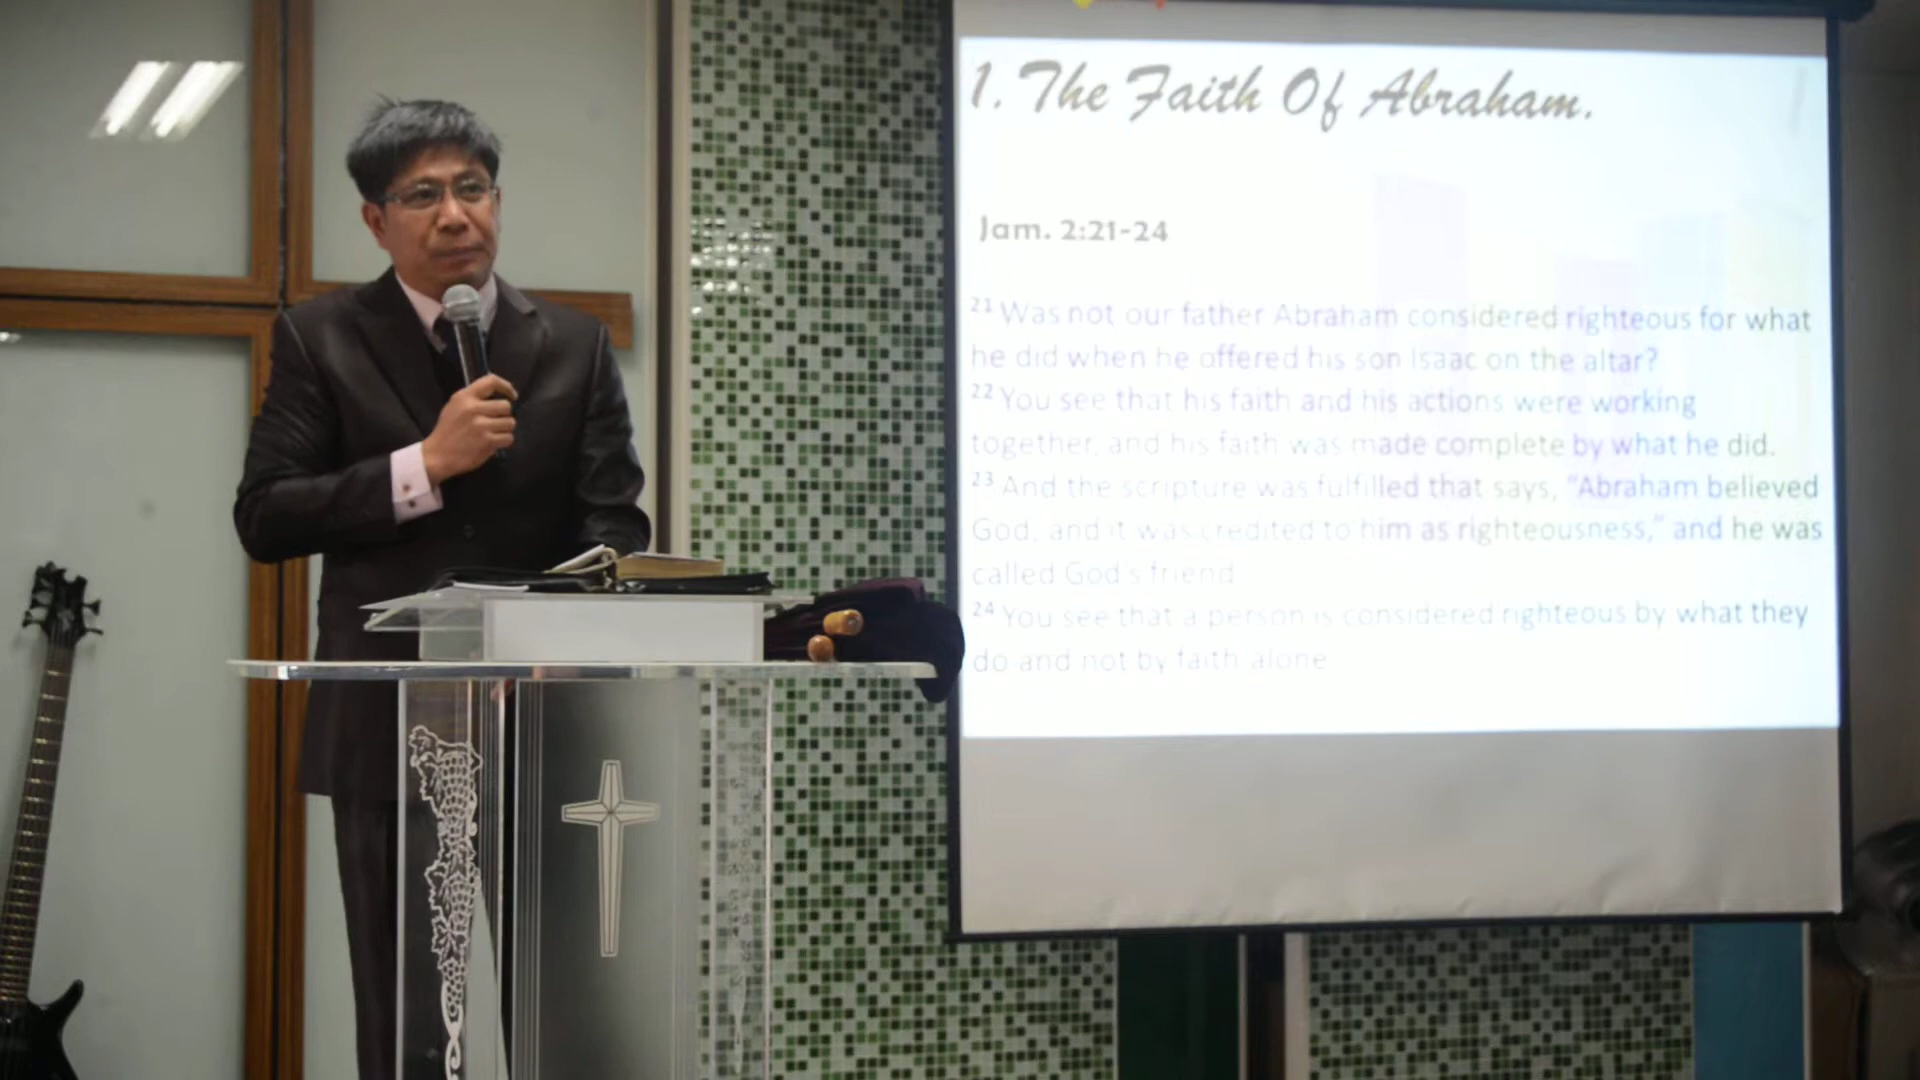 1. The Faith Of Abraham.
Jam. 2:21-24
21 Was not our father Abraham considered righteous for what
he did when he offered his son Isaac on the altar?
22 You see that his faith and his actions were working
together, and his faith was made complete by what he did.
23 And the scripture was fulfilled that says, "Abraham believed
God, and it was credited to him as righteousness," and he was
called God's friend
24 You see that a person is considered righteous by what they
do and not by faith alone